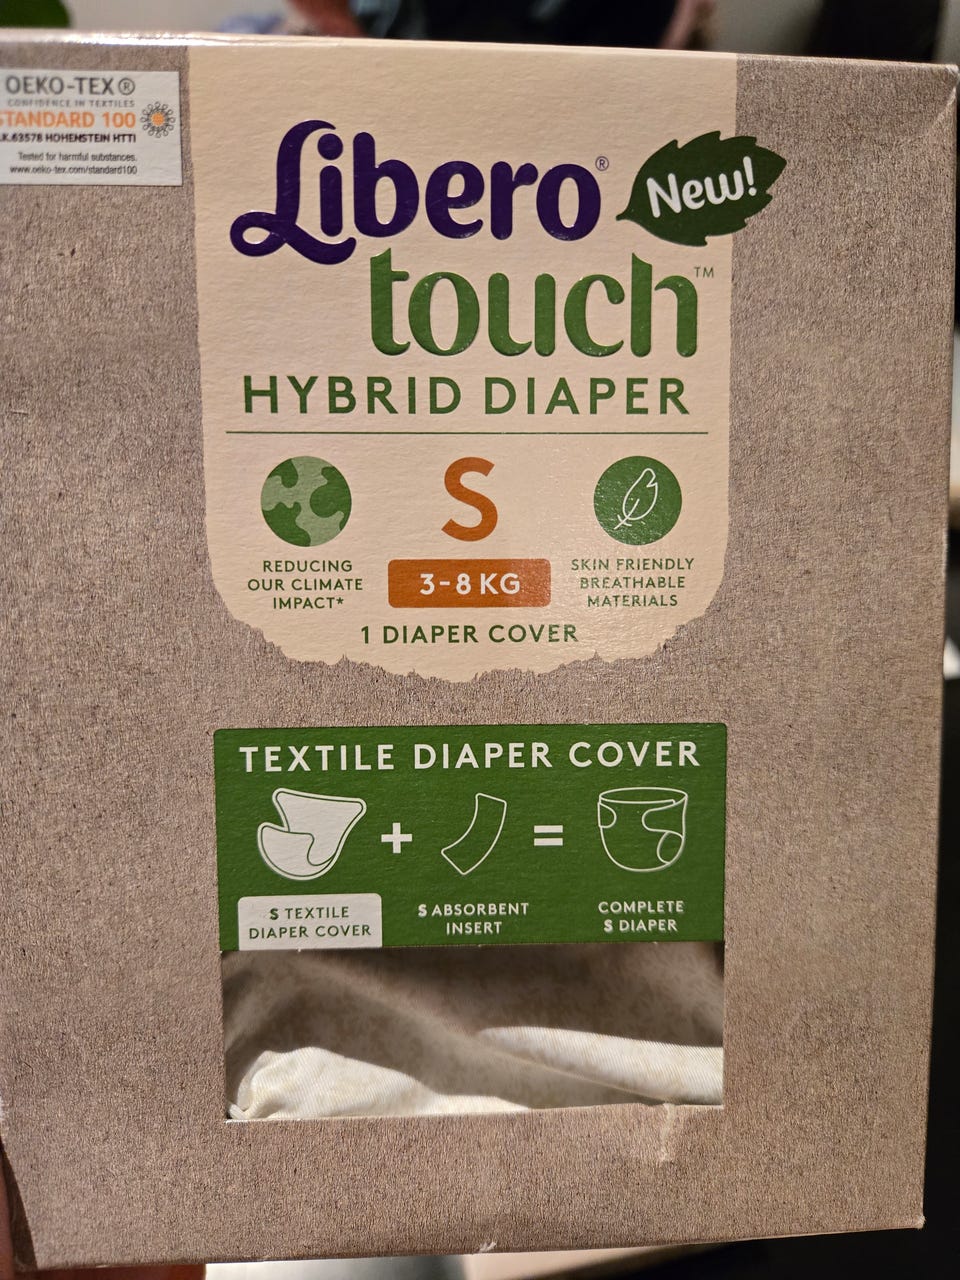 OEKO-TEX®
CONFIDENCE IN TEXTILES
STANDARD 100
63578 HOHENSTEIN HTTI
Tested for harmful substances.
www.oeko-tex.com/standard100
Libero®
New!
touch™
HYBRID DIAPER
S
3-8 KG
REDUCING
OUR CLIMATE
IMPACT*
SKIN FRIENDLY
BREATHABLE
MATERIALS
1 DIAPER COVER
TEXTILE DIAPER COVER
+
=
S TEXTILE
DIAPER COVER
S ABSORBENT
INSERT
COMPLETE
S DIAPER